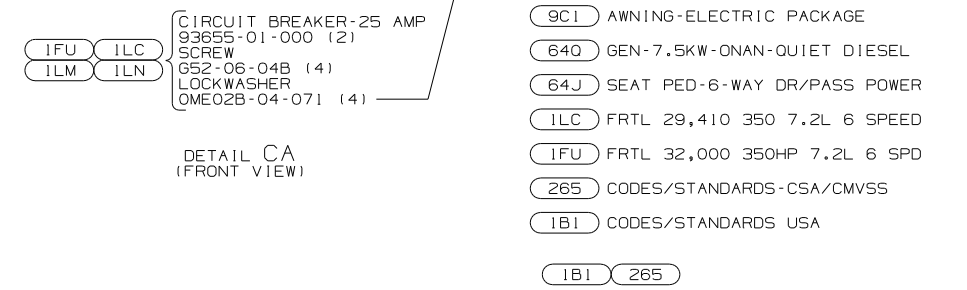 CIRCUIT BREAKER-25 AMP
93655-01-000 (2)
1FU 1LC SCREW
1LM 1LN G52-06-04B (4)
LOCKWASHER
OME02B-04-071 (4)
DETAIL CA
(FRONT VIEW)
9C1 AWNING-ELECTRIC PACKAGE
64Q GEN-7.5KW-ONAN-QUIET DIESEL
64J SEAT PED-6-WAY DR/PASS POWER
1LC FRTL 29,410 350 7.2L 6 SPEED
1FU FRTL 32,000 350HP 7.2L 6 SPD
265 CODES/STANDARDS-CSA/CMVSS
1B1 CODES/STANDARDS USA
1B1 265